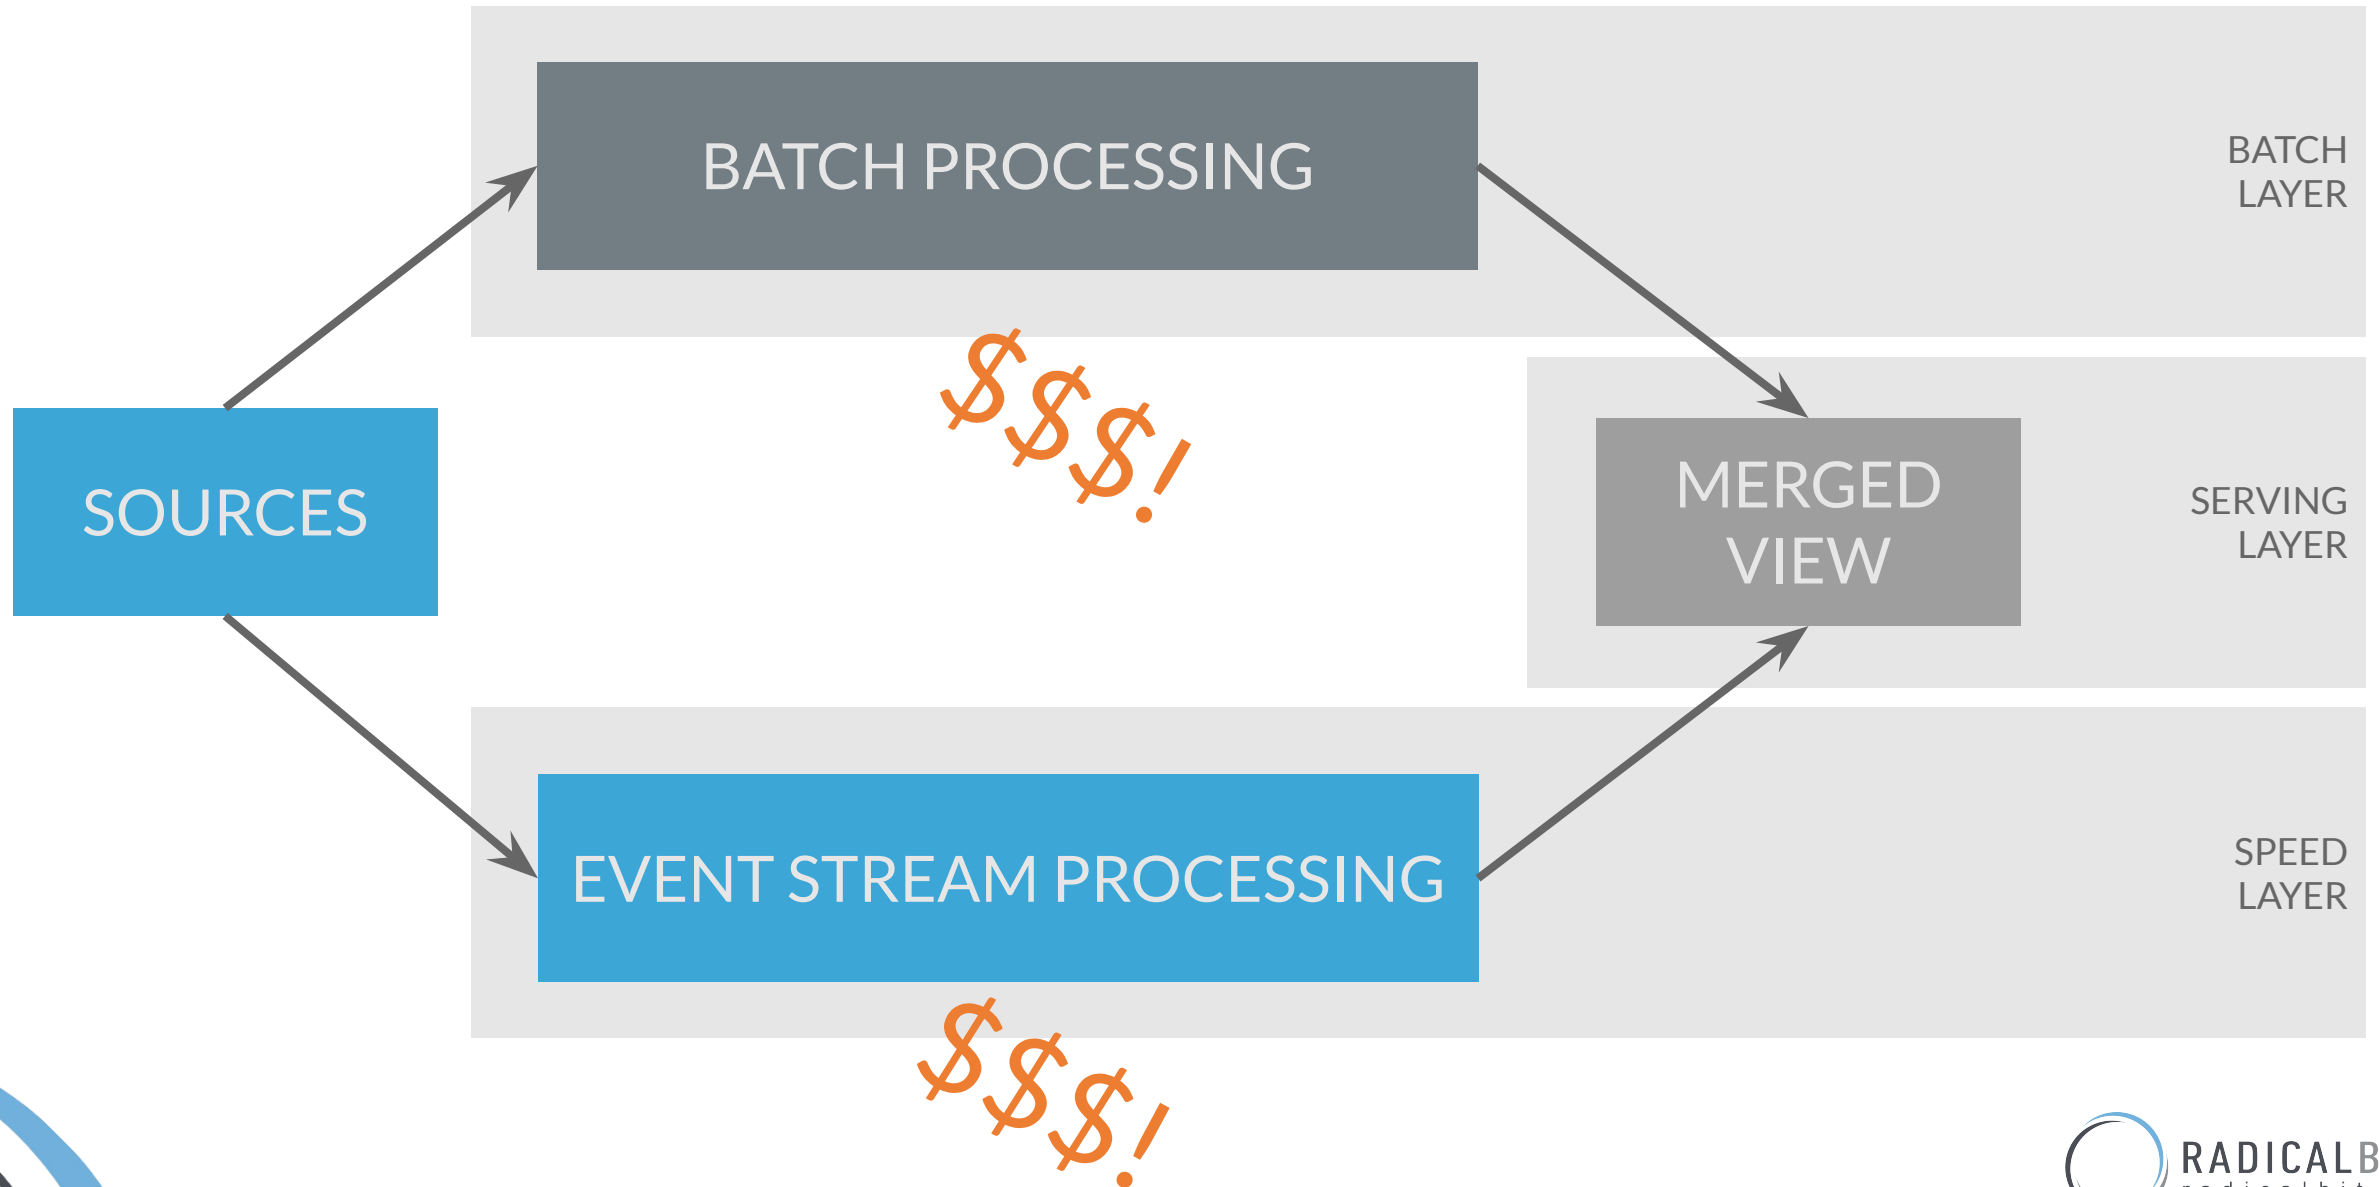 BATCH PROCESSING
BATCH
LAYER
$$$!
SOURCES
MERGED
VIEW
SERVING
LAYER
EVENT STREAM PROCESSING
SPEED
LAYER
$$$!
RADICALB